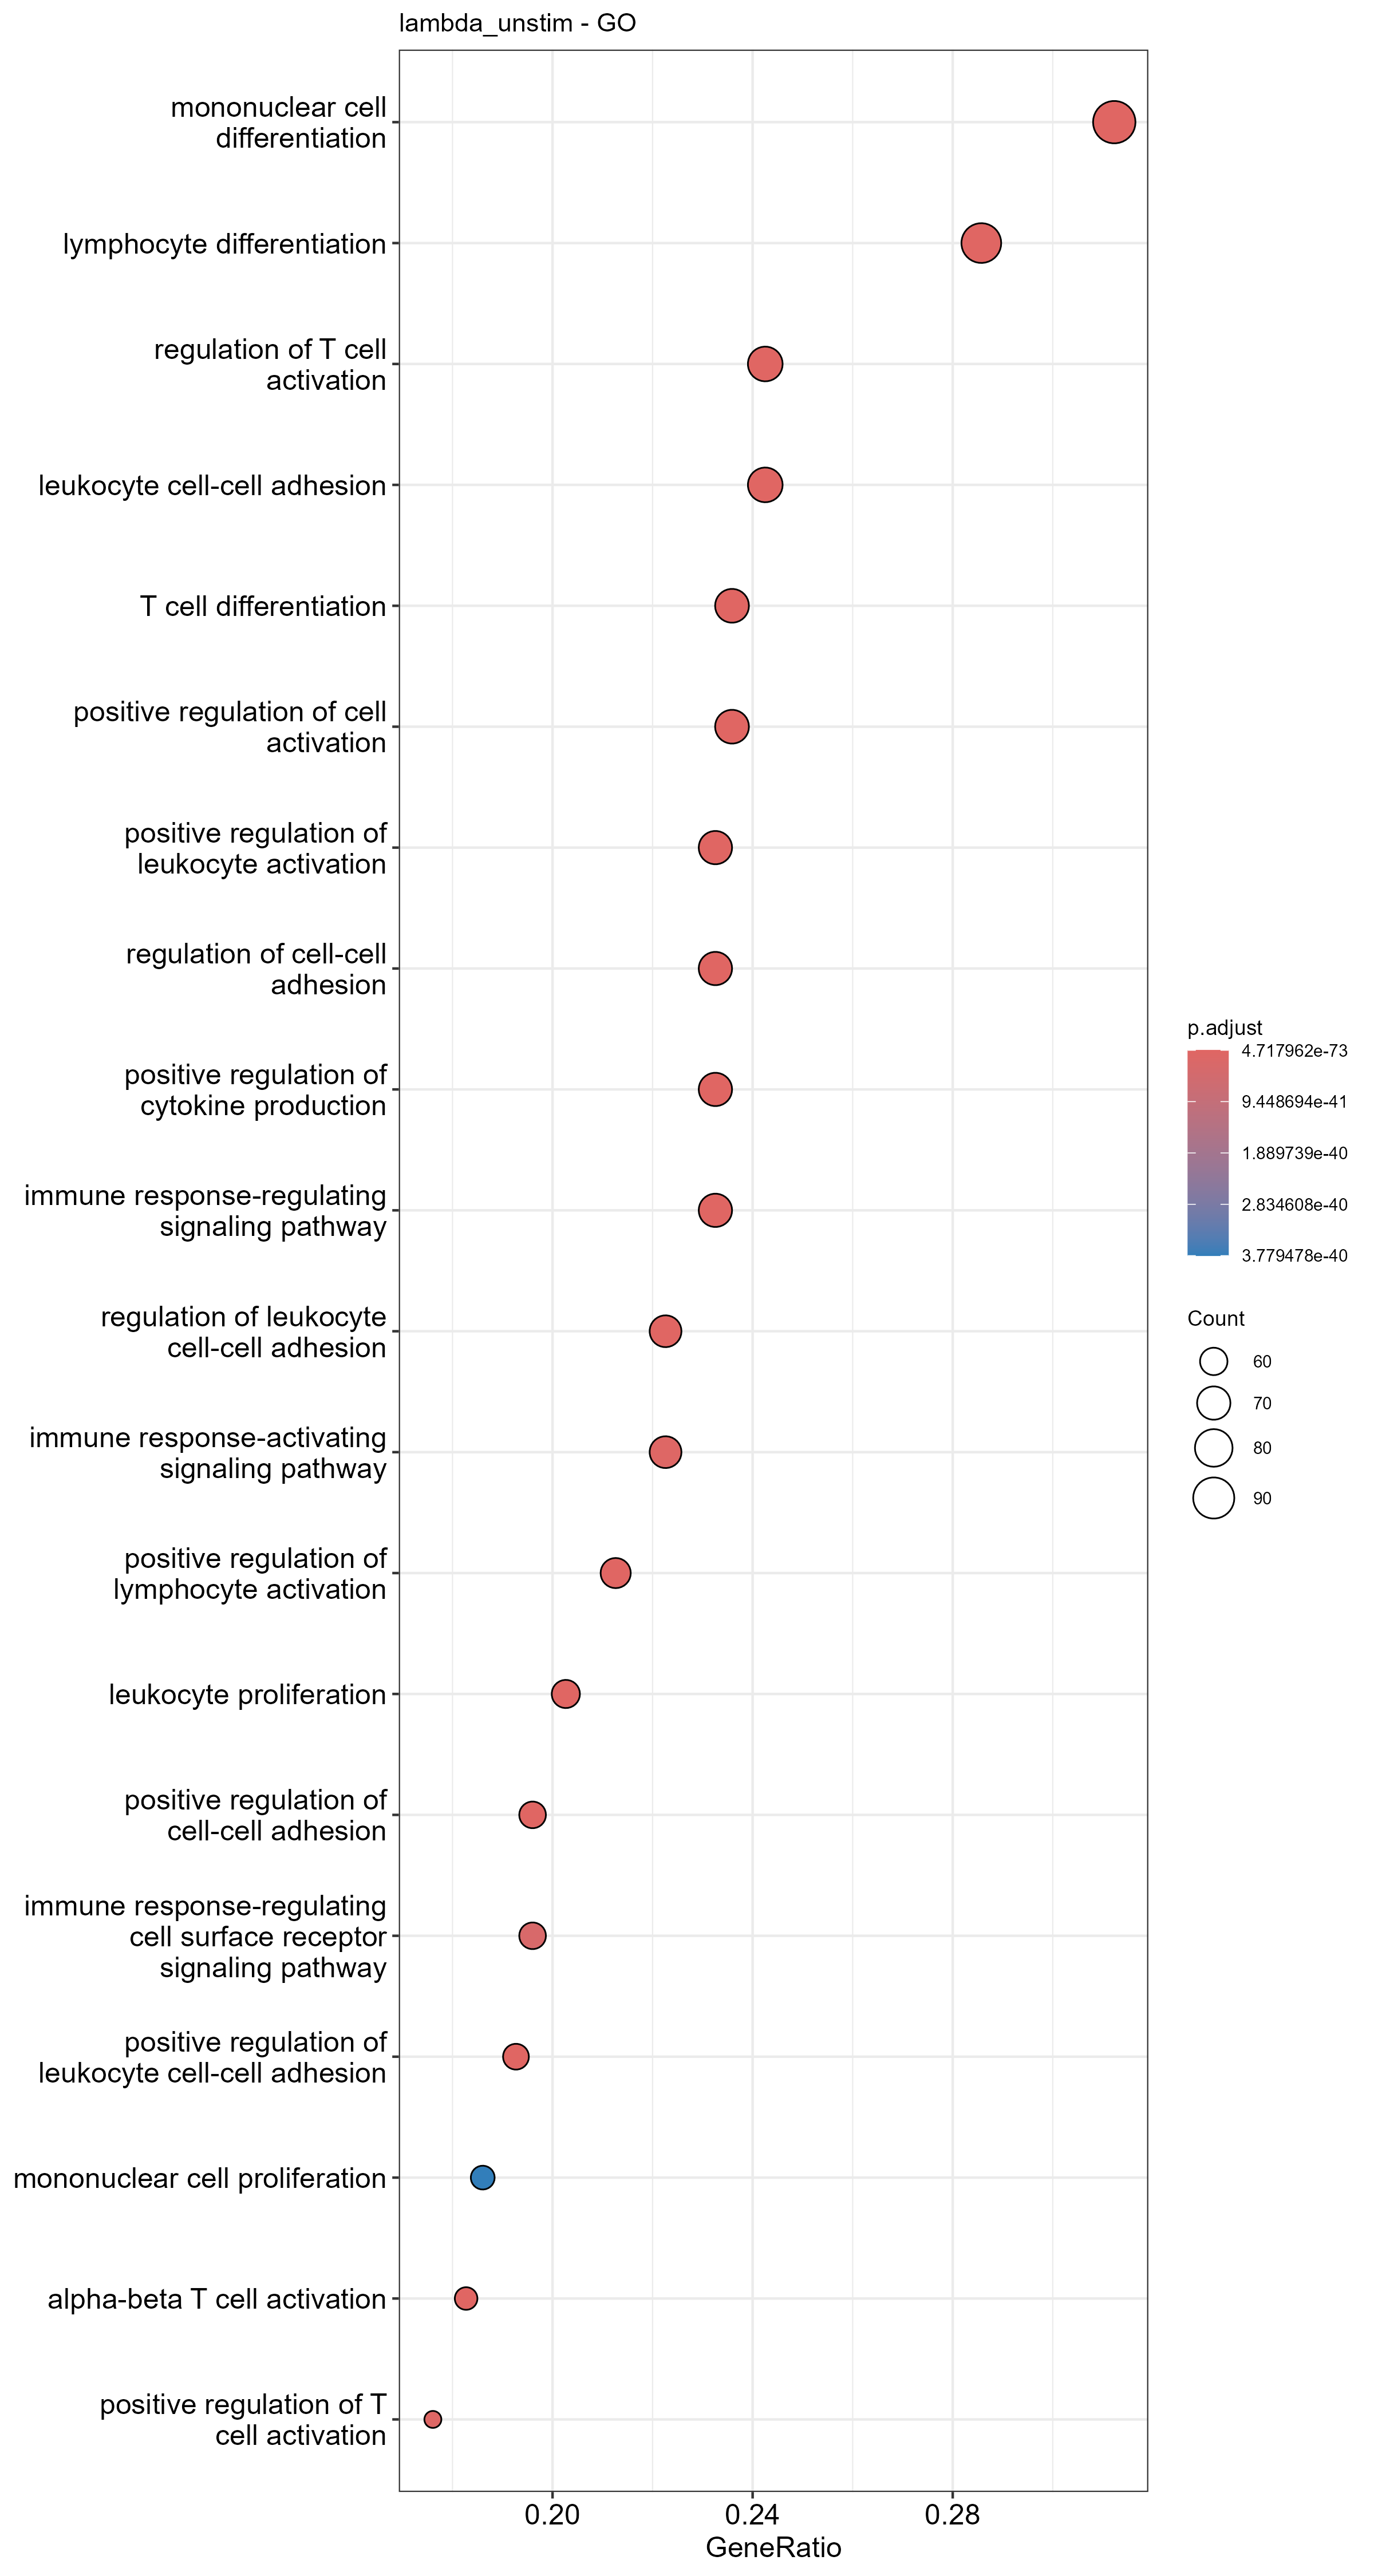 lambda_unstim - GO
mononuclear cell
differentiation
lymphocyte differentiation
regulation of T cell
activation
leukocyte cell-cell adhesion
T cell differentiation
positive regulation of cell
activation
positive regulation of
leukocyte activation
regulation of cell-cell
adhesion
positive regulation of
cytokine production
immune response-regulating
signaling pathway
regulation of leukocyte
cell-cell adhesion
immune response-activating
signaling pathway
positive regulation of
lymphocyte activation
leukocyte proliferation
positive regulation of
cell-cell adhesion
immune response-regulating
cell surface receptor
signaling pathway
positive regulation of
leukocyte cell-cell adhesion
mononuclear cell proliferation
alpha-beta T cell activation
positive regulation of T
cell activation
0.20 0.24 0.28
GeneRatio
p.adjust
4.717962e-73
9.448694e-41
1.889739e-40
2.834608e-40
3.779478e-40
Count
60
70
80
90